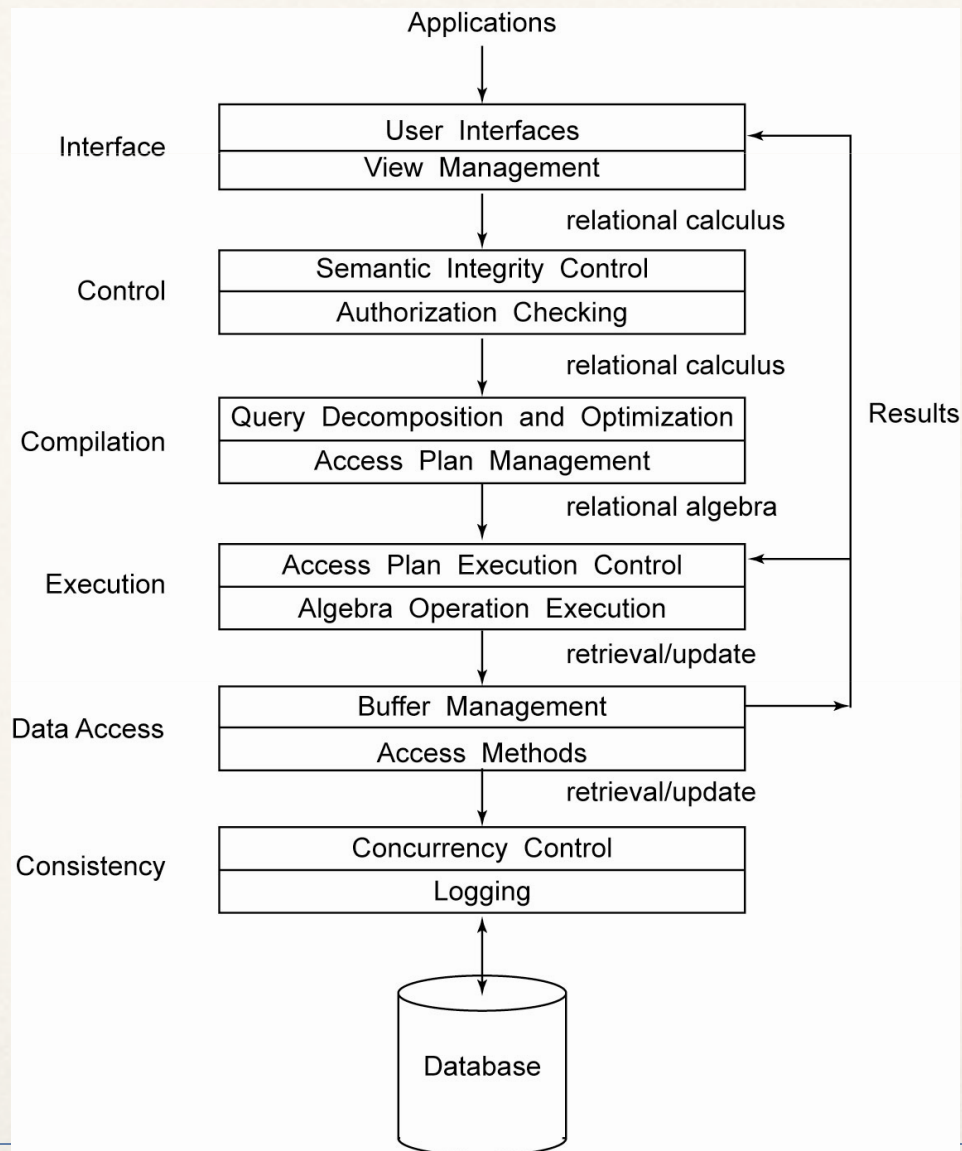 Applications
Interface
User Interfaces
View Management
relational calculus
Control
Semantic Integrity Control
Authorization Checking
relational calculus
Compilation
Query Decomposition and Optimization
Access Plan Management
Results
relational algebra
Execution
Access Plan Execution Control
Algebra Operation Execution
retrieval/update
Data Access
Buffer Management
Access Methods
retrieval/update
Consistency
Concurrency Control
Logging
Database